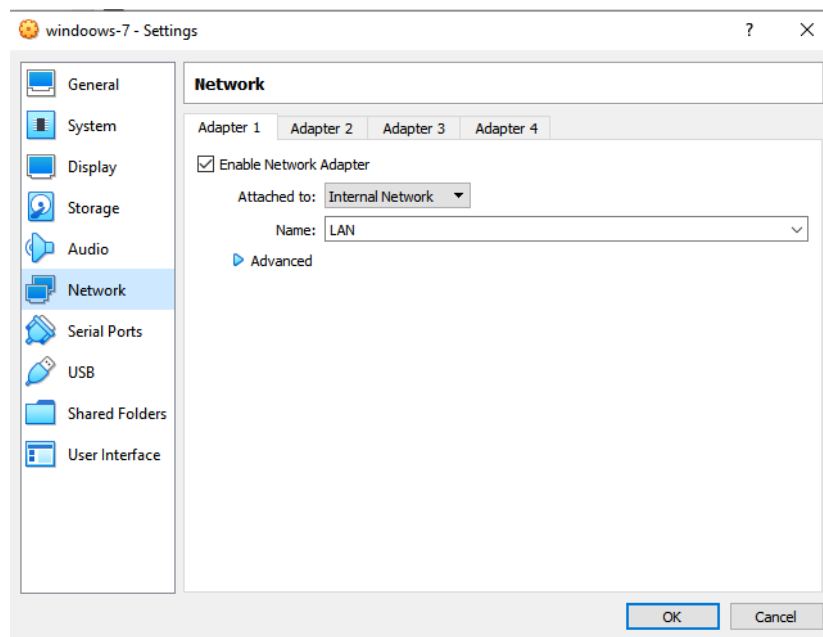 windoows-7 - Settings
?
General
System
Display
Storage
Audio
Network
Serial Ports
USB
Shared Folders
User Interface
Network
Adapter 1 Adapter 2 Adapter 3 Adapter 4
Enable Network Adapter
Attached to: Internal Network
Name: LAN
Advanced
OK Cancel